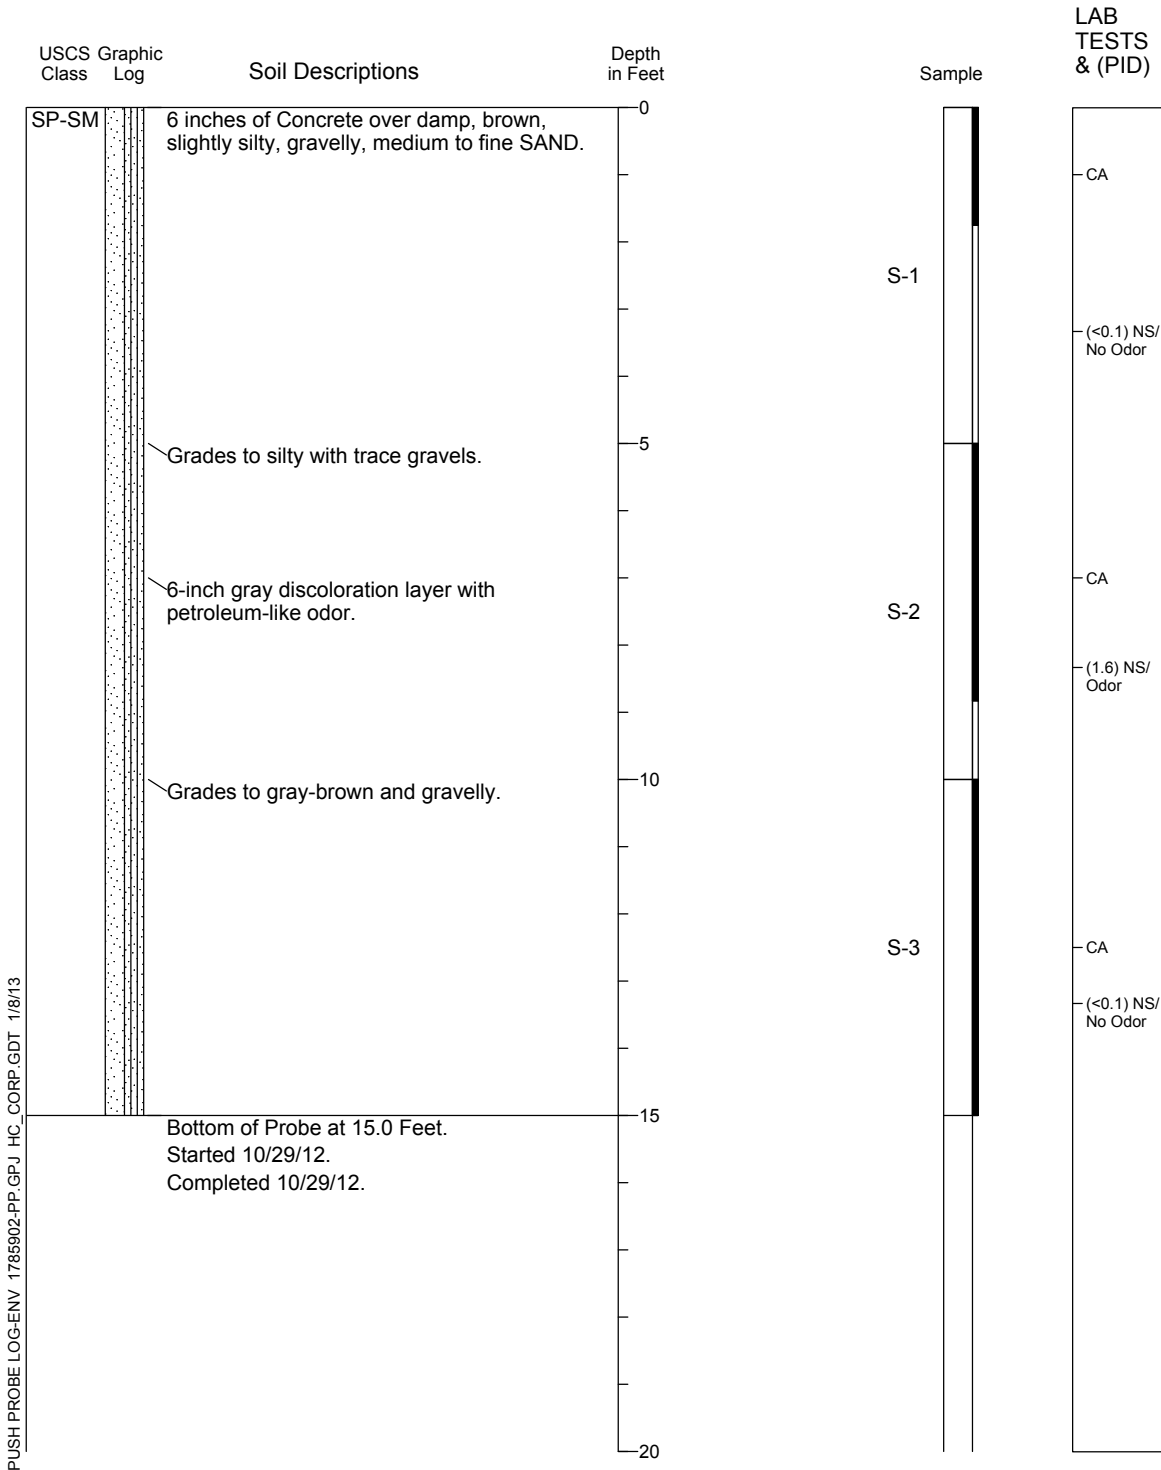 LAB
TESTS
& (PID)
USCS Graphic
Class Log
Soil Descriptions
Depth
in Feet
Sample
SP-SM
6 inches of Concrete over damp, brown,
slightly silty, gravelly, medium to fine SAND.
0
CA
S-1
(<0.1) NS/
No Odor
5
Grades to silty with trace gravels.
6-inch gray discoloration layer with
petroleum-like odor.
CA
S-2
(1.6) NS/
Odor
10
Grades to gray-brown and gravelly.
S-3
CA
(<0.1) NS/
No Odor
15
Bottom of Probe at 15.0 Feet.
Started 10/29/12.
Completed 10/29/12.
20
PUSH PROBE LOG-ENV 1785902-PP.GPJ HC_CORP.GDT 1/8/13